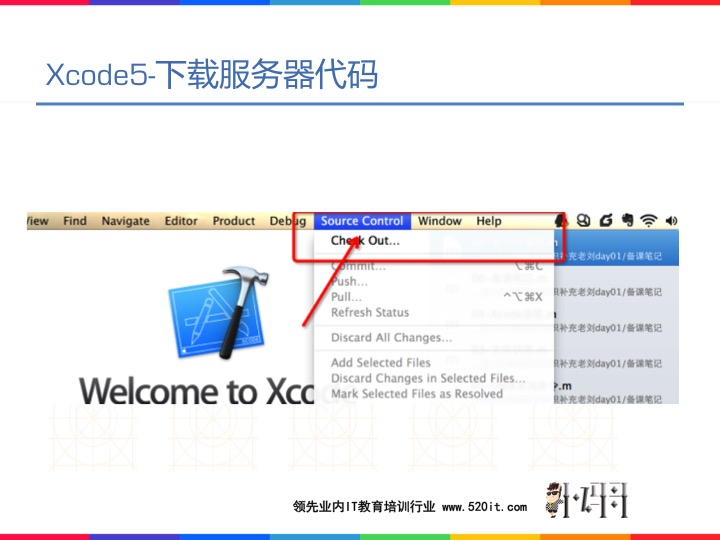 Xcode5-下载服务器代码
View Find Navigate Editor Product Debug Source Control Window Help
Check Out...
补充老刘day01/备课笔记
Commit... ⌥⌘C
Push...
补充老刘day01/备课笔记
Pull... ^⌥⌘X
Refresh Status
补充老刘day01/备课笔记
Discard All Changes...
Add Selected Files
补充老刘day01/备课笔记
Discard Changes in Selected Files...
.m
Mark Selected Files as Resolved
补充老刘day01/备课笔记
Welcome to Xcode
领先业内IT教育培训行业 www.520it.com
小码哥